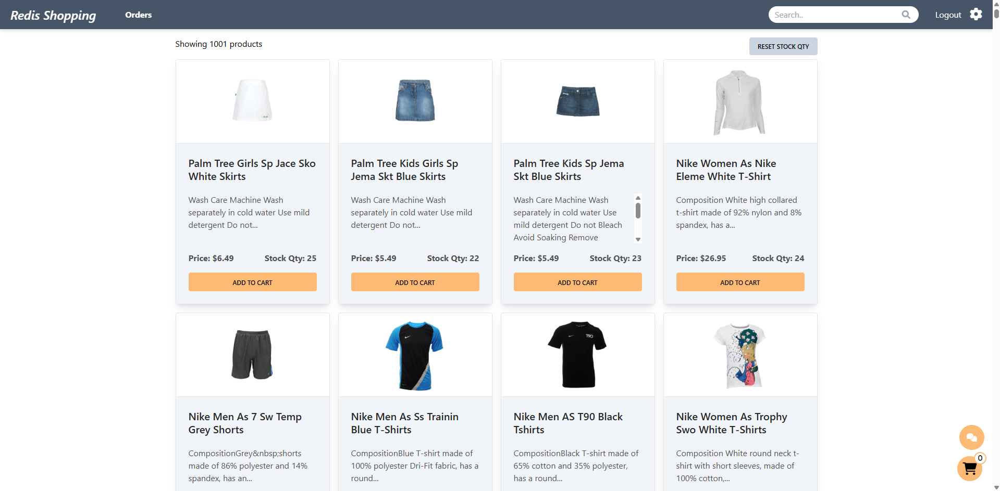 Redis Shopping
Orders
Search..
Logout
Showing 1001 products
RESET STOCK QTY
Palm Tree Girls Sp Jace Sko
White Skirts
Wash Care Machine Wash
separately in cold water Use mild
detergent Do not...
Price: $6.49
Stock Qty: 25
ADD TO CART
Palm Tree Kids Girls Sp
Jema Skt Blue Skirts
Wash Care Machine Wash
separately in cold water Use mild
detergent Do not...
Price: $5.49
Stock Qty: 22
ADD TO CART
Palm Tree Kids Sp Jema
Skt Blue Skirts
Wash Care Machine Wash
separately in cold water Use
mild detergent Do not Bleach
Avoid Soaking Remove
Price: $5.49
Stock Qty: 23
ADD TO CART
Nike Women As Nike
Eleme White T-Shirt
Composition White high collared
t-shirt made of 92% nylon and 8%
spandex, has a...
Price: $26.95
Stock Qty: 24
ADD TO CART
Nike Men As 7 Sw Temp
Grey Shorts
CompositionGrey&nbsp;shorts
made of 86% polyester and 14%
spandex, has an...
Nike Men As Ss Trainin
Blue T-Shirts
CompositionBlue T-shirt made of
100% polyester Dri-Fit fabric, has a
round...
T90
Nike Men AS T90 Black
Tshirts
CompositionBlack T-shirt made of
65% cotton and 35% polyester,
has a round...
Nike Women As Trophy
Swo White T-Shirts
Composition White round neck t-
shirt with short sleeves, made of
100% cotton,...
0